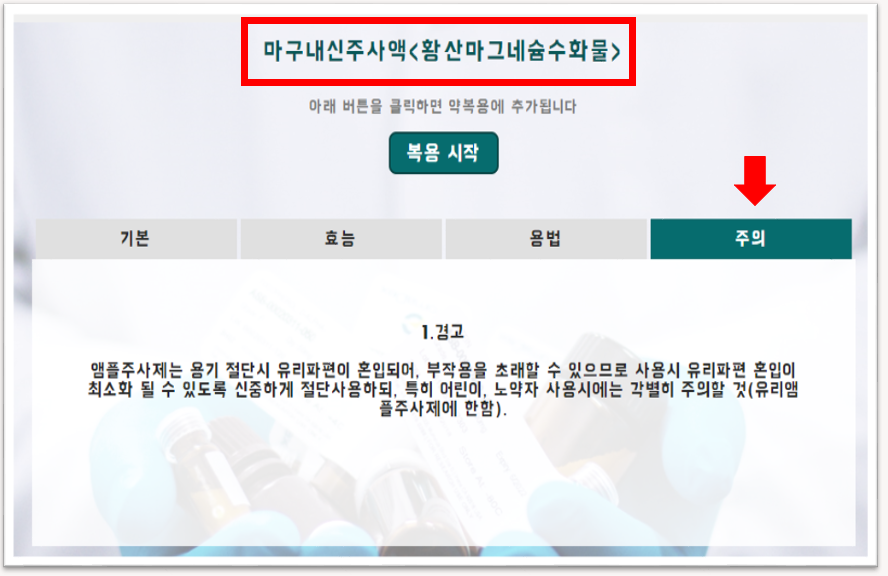 마구내신주사액<황산마그네슘수화물>
아래 버튼을 클릭하면 약복용에 추가됩니다
복용 시작
기본
효능
용법
주의
1.경고
앰플주사제는 용기 절단시 유리파편이 혼입되어, 부작용을 초래할 수 있으므로 사용시 유리파편 혼입이
최소화 될 수 있도록 신중하게 절단사용하되, 특히 어린이, 노약자 사용시에는 각별히 주의할 것(유리앰
플주사제에 한함).